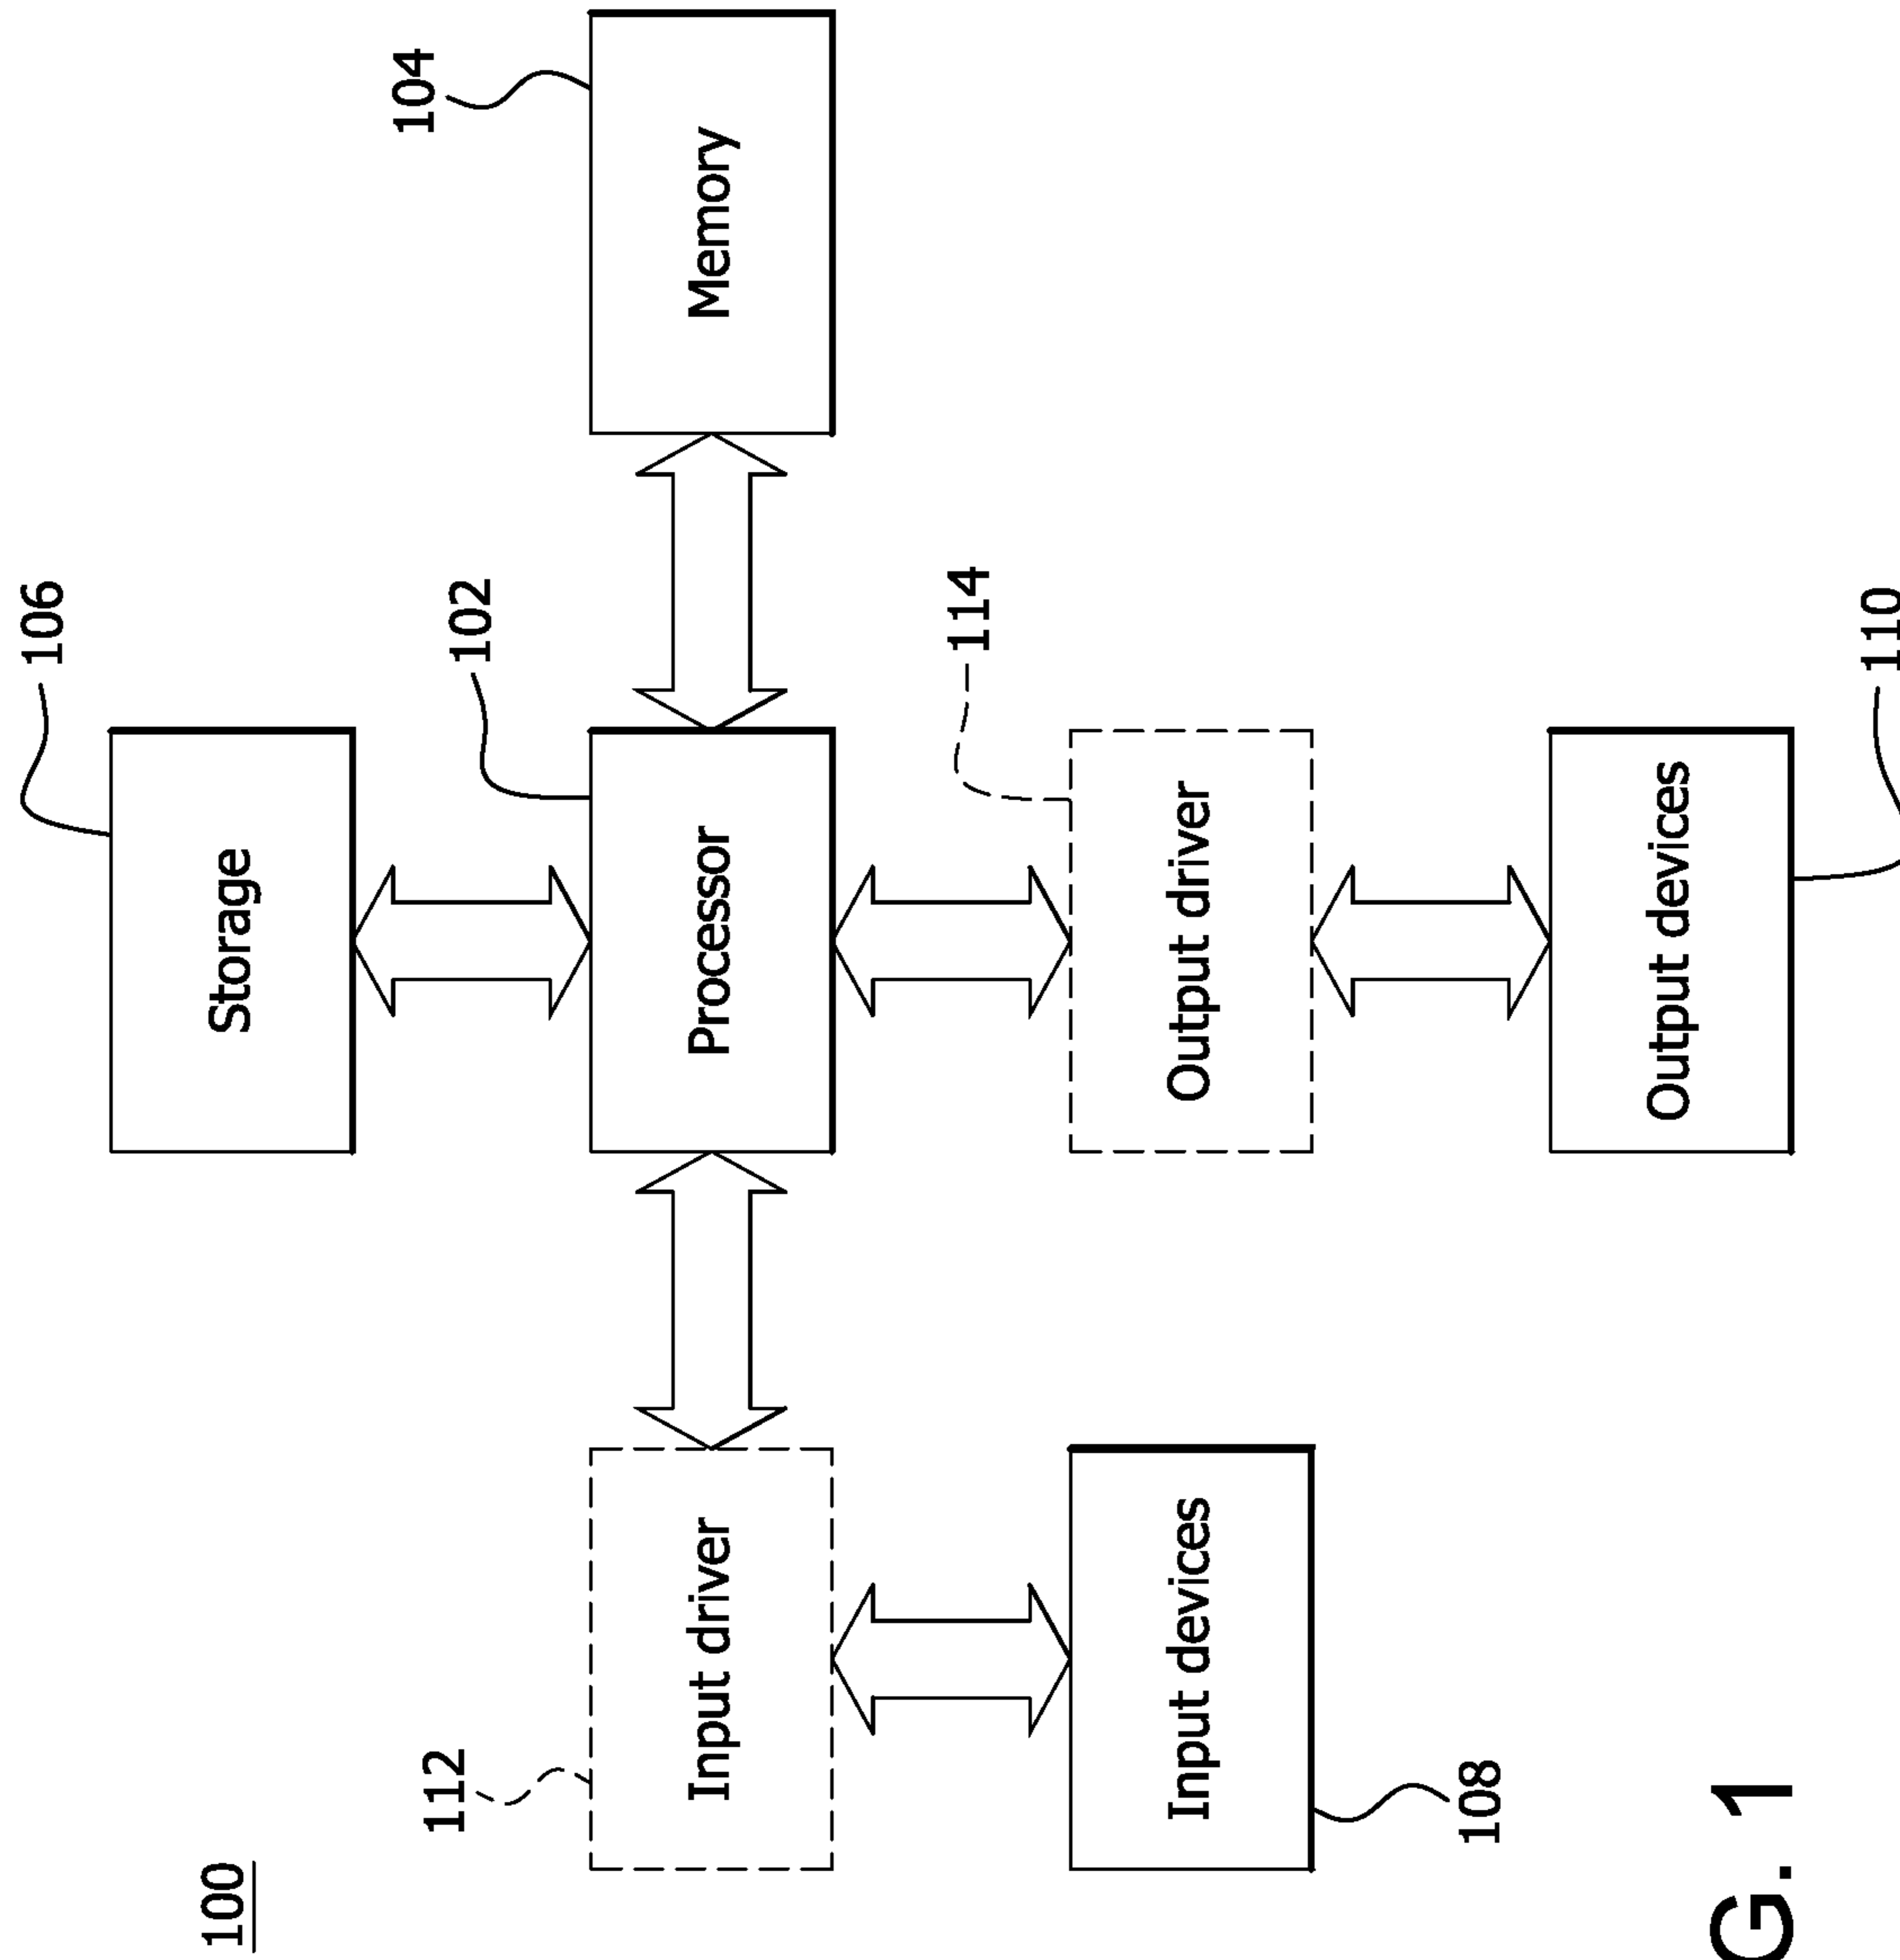 106
100
Storage
112
102
104
Input driver
Processor
Memory
114
Input devices
Output driver
108
Output devices
G. 1
110